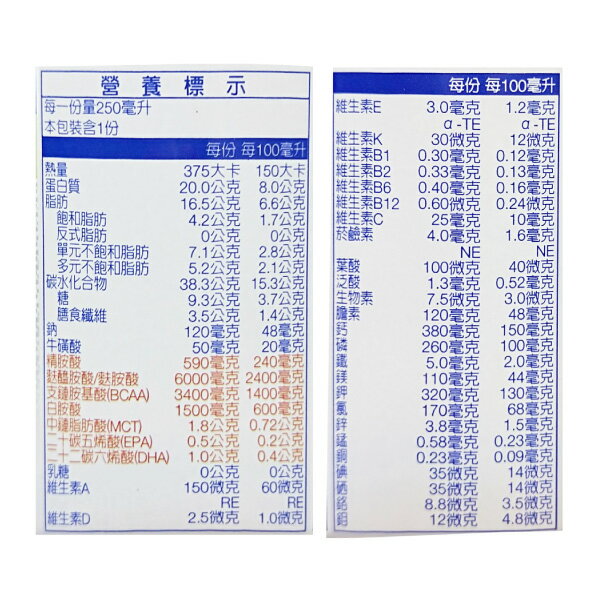 營養標示
每一份量250毫升
本包裝含1份
每份 每100毫升
熱量 375大卡 150大卡
蛋白質 20.0公克 8.0公克
脂肪 16.5公克 6.6公克
飽和脂肪 4.2公克 1.7公克
反式脂肪 0公克 0公克
單元不飽和脂肪 7.1公克 2.8公克
多元不飽和脂肪 5.2公克 2.1公克
碳水化合物 38.3公克 15.3公克
糖 9.3公克 3.7公克
膳食纖維 3.5公克 1.4公克
鈉 120毫克 48毫克
牛磺酸 50毫克 20毫克
精胺酸 590毫克 240毫克
麩醯胺酸/麩胺酸 6000毫克 2400毫克
支鏈胺基酸(BCAA) 3400毫克 1400毫克
白胺酸 1500毫克 600毫克
中鏈脂肪酸(MCT) 1.8公克 0.72公克
二十碳五烯酸(EPA) 0.5公克 0.2公克
二十二碳六烯酸(DHA) 1.0公克 0.4公克
乳糖 0公克 0公克
維生素A 150微克 60微克
RE RE
維生素D 2.5微克 1.0微克
每份 每100毫升
維生素E 3.0毫克 1.2毫克
α-TE α-TE
維生素K 30微克 12微克
維生素B1 0.30毫克 0.12毫克
維生素B2 0.33毫克 0.13毫克
維生素B6 0.40毫克 0.16毫克
維生素B12 0.60微克 0.24微克
維生素C 25毫克 10毫克
菸鹼素 4.0毫克 1.6毫克
NE NE
葉酸 100微克 40微克
泛酸 1.3毫克 0.52毫克
生物素 7.5微克 3.0微克
膽素 120毫克 48毫克
鈣 380毫克 150毫克
磷 260毫克 100毫克
鐵 5.0毫克 2.0毫克
鎂 110毫克 44毫克
鉀 320毫克 130毫克
氯 170毫克 68毫克
鋅 3.8毫克 1.5毫克
錳 0.58毫克 0.23毫克
銅 0.23毫克 0.09毫克
碘 35微克 14微克
硒 35微克 14微克
鉻 8.8微克 3.5微克
鉬 12微克 4.8微克